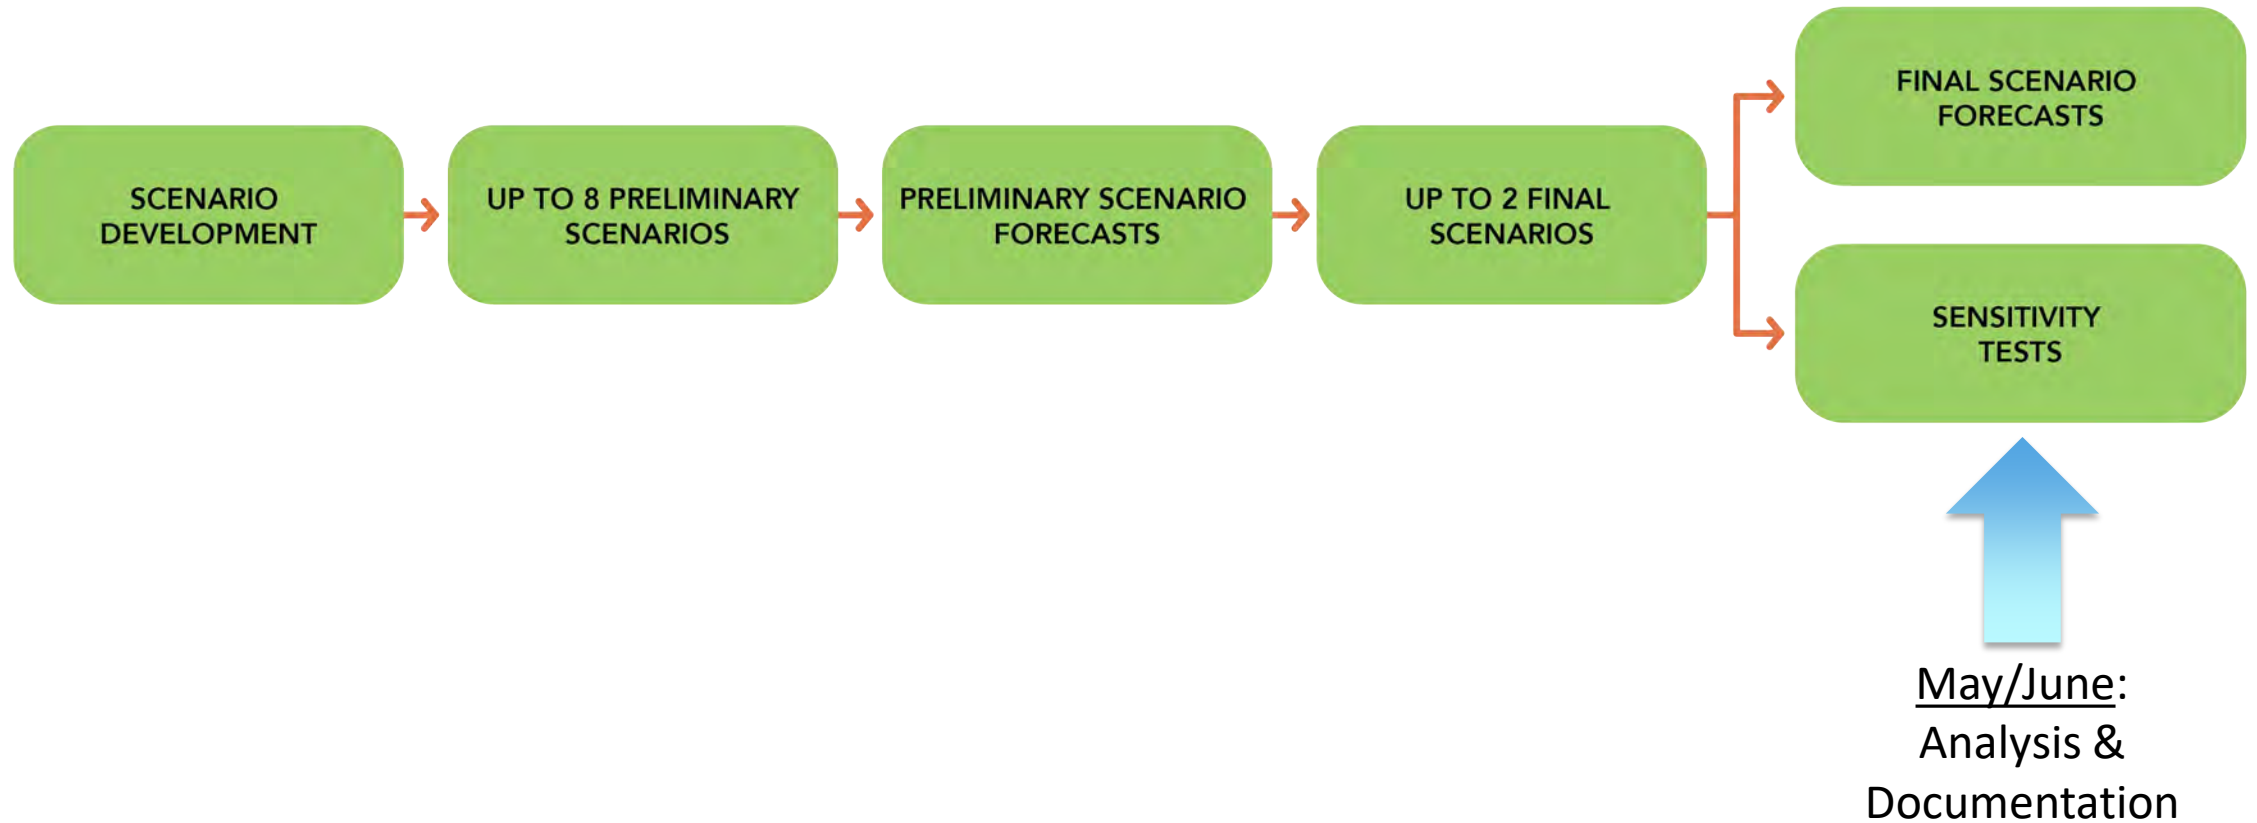 SCENARIO
DEVELOPMENT
UP TO 8 PRELIMINARY
SCENARIOS
PRELIMINARY SCENARIO
FORECASTS
UP TO 2 FINAL
SCENARIOS
FINAL SCENARIO
FORECASTS
SENSITIVITY
TESTS
May/June:
Analysis &
Documentation